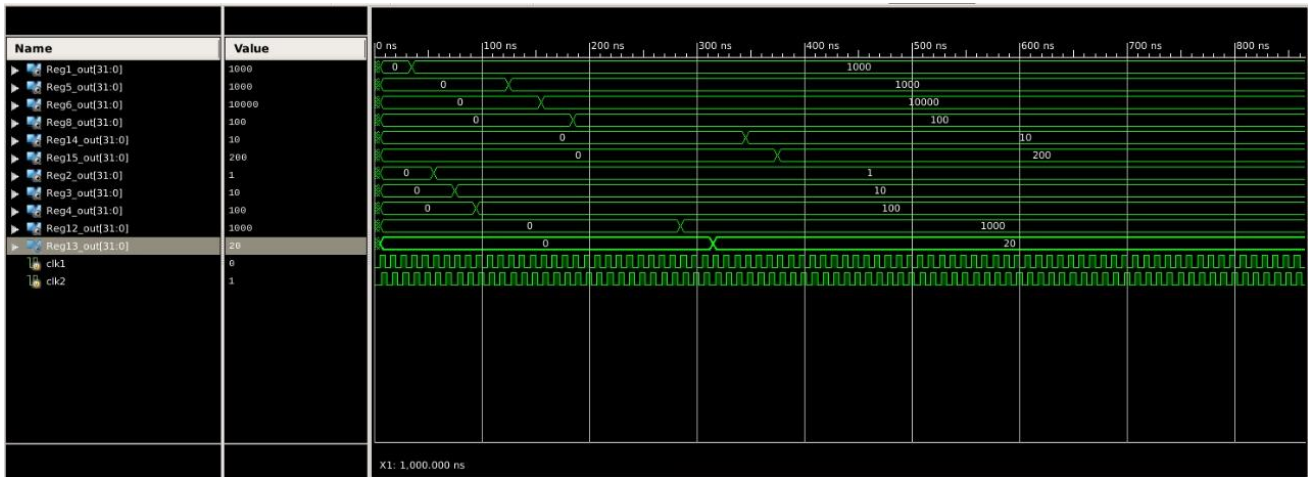 Name Value 0 ns 100 ns 200 ns 300 ns 400 ns 500 ns 600 ns 700 ns 800 ns
Reg1_out[31:0] 1000 0 1000
Reg5_out[31:0] 1000 0 1000
Reg6_out[31:0] 10000 0 10000
Reg8_out[31:0] 100 0 100
Reg14_out[31:0] 10 0 10
Reg15_out[31:0] 200 0 200
Reg2_out[31:0] 1 0 1
Reg3_out[31:0] 10 0 10
Reg4_out[31:0] 100 0 100
Reg12_out[31:0] 1000 0 1000
Reg13_out[31:0] 20 0 20
clk1 0
clk2 1
X1: 1,000.000 ns